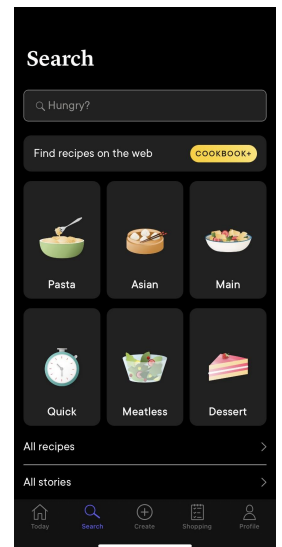 Search
Hungry?
Find recipes on the web COOKBOOK+
Pasta Asian Main
Quick Meatless Dessert
All recipes
All stories
Today Search Create Shopping Profile